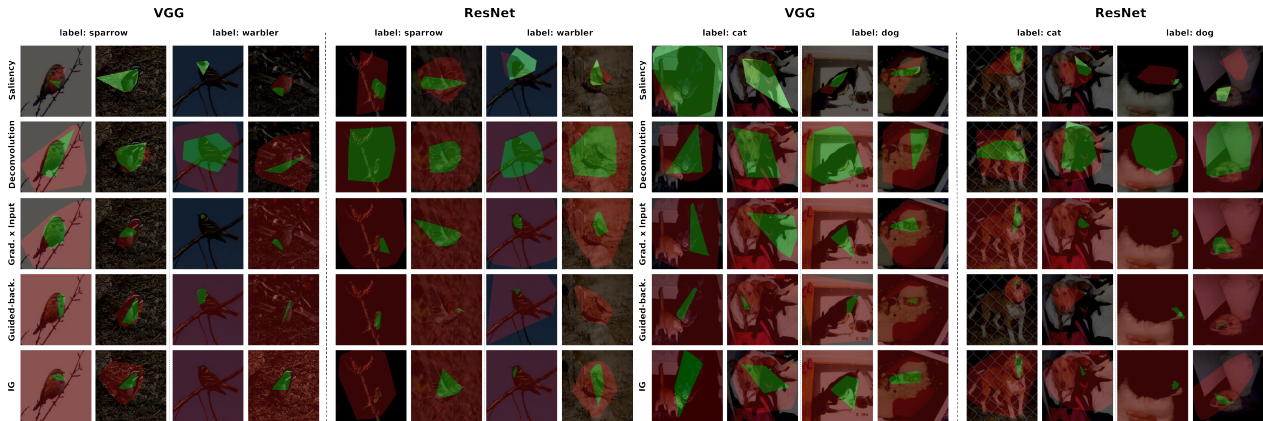 VGG ResNet VGG ResNet
label: sparrow label: warbler label: sparrow label: warbler label: cat label: dog label: cat label: dog
Saliency Saliency
Deconvolution Deconvolution
Grad. x Input Grad. x Input
Guided-back. Guided-back.
IG IG